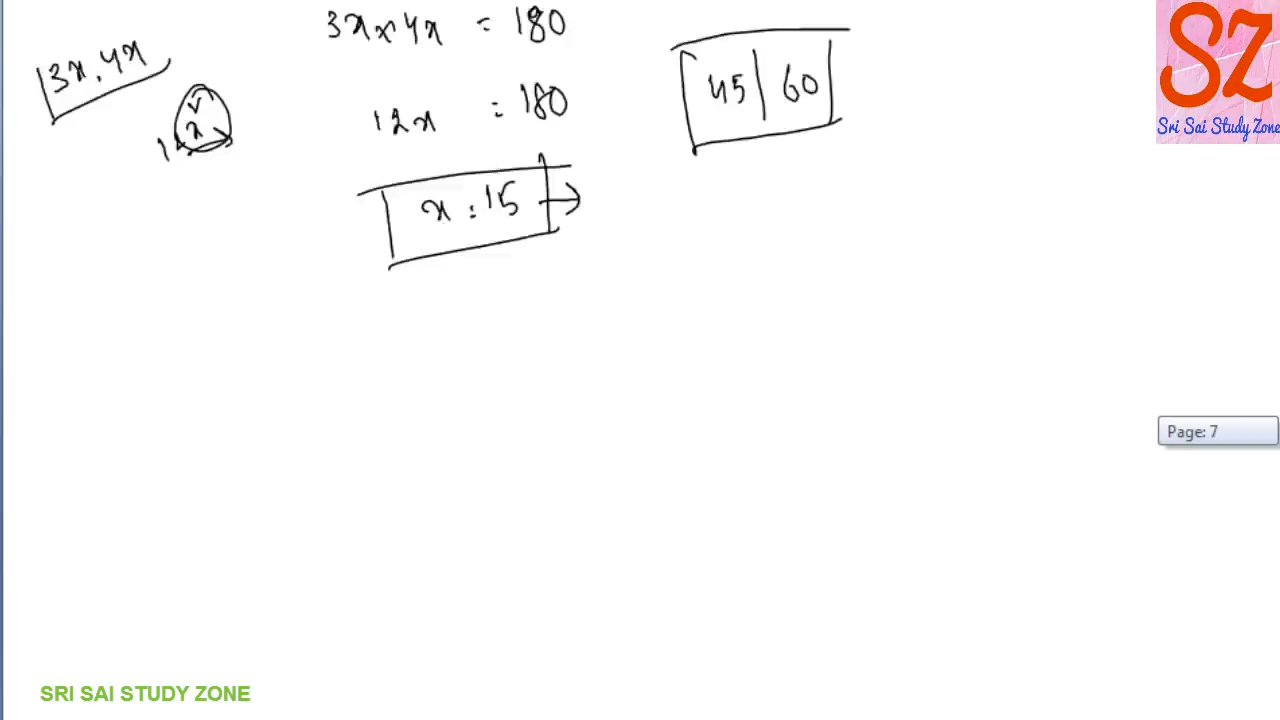 3x, 4x
3x x 4x = 180
12x = 180
x = 15 →
45 | 60
SZ
Sri Sai Study Zone
Page: 7
SRI SAI STUDY ZONE